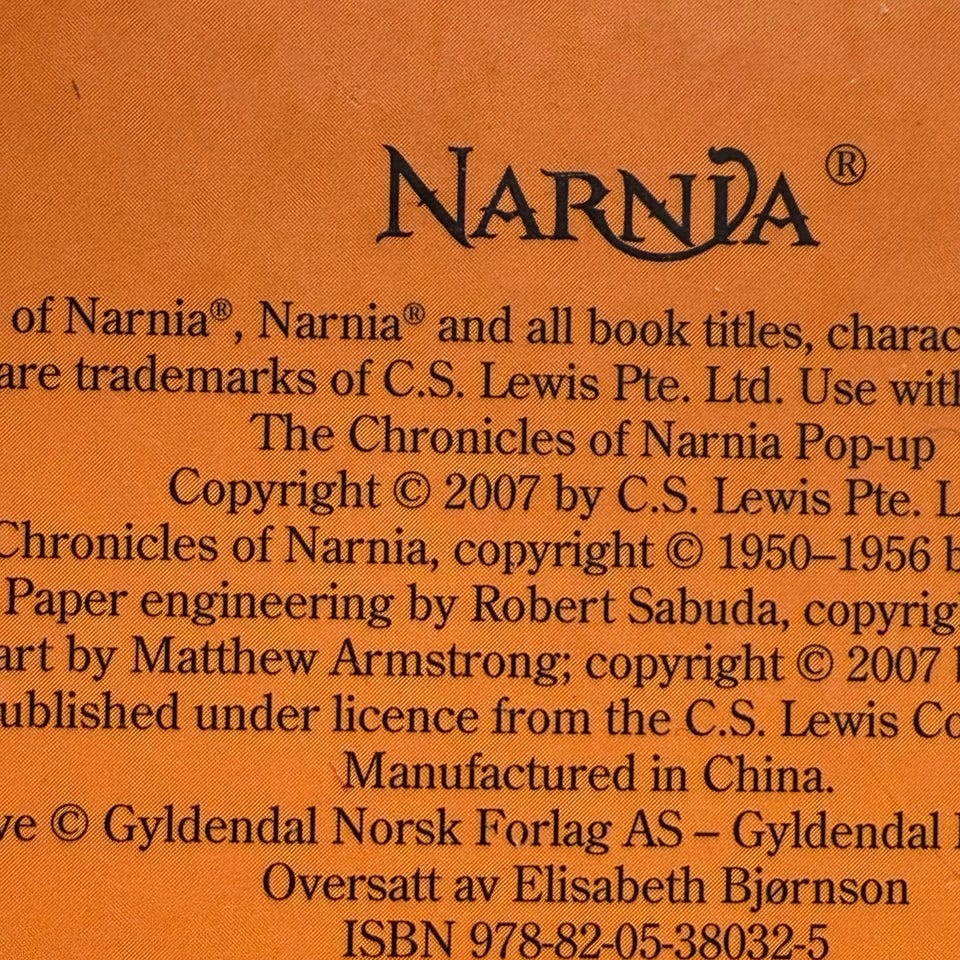 NARNIA®
of Narnia®, Narnia® and all book titles, charac
are trademarks of C.S. Lewis Pte. Ltd. Use with
The Chronicles of Narnia Pop-up
Copyright © 2007 by C.S. Lewis Pte. L
Chronicles of Narnia, copyright © 1950–1956 b
Paper engineering by Robert Sabuda, copyrig
art by Matthew Armstrong; copyright © 2007
ublished under licence from the C.S. Lewis Co
Manufactured in China.
ve © Gyldendal Norsk Forlag AS – Gyldendal
Oversatt av Elisabeth Bjørnson
ISBN 978-82-05-38032-5